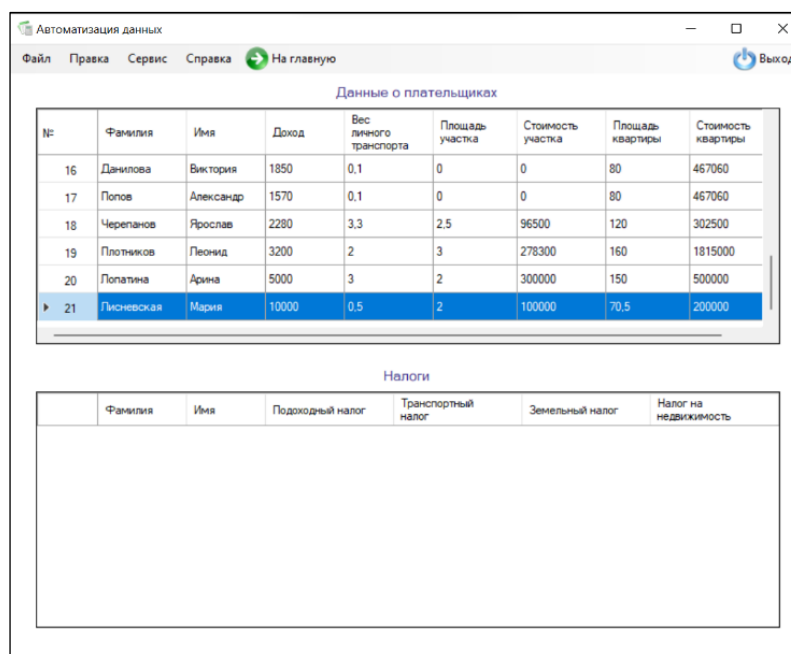 Автоматизация данных
Файл Правка Сервис Справка На главную Выход
Данные о плательщиках
№ Фамилия Имя Доход Вес личного транспорта Площадь участка Стоимость участка Площадь квартиры Стоимость квартиры
16 Данилова Виктория 1850 0,1 0 0 80 467060
17 Попов Александр 1570 0,1 0 0 80 467060
18 Черепанов Ярослав 2280 3,3 2,5 96500 120 302500
19 Плотников Леонид 3200 2 3 278300 160 1815000
20 Лопатина Арина 5000 3 2 300000 150 500000
21 Лисневская Мария 10000 0,5 2 100000 70,5 200000
Налоги
Фамилия Имя Подоходный налог Транспортный налог Земельный налог Налог на недвижимость